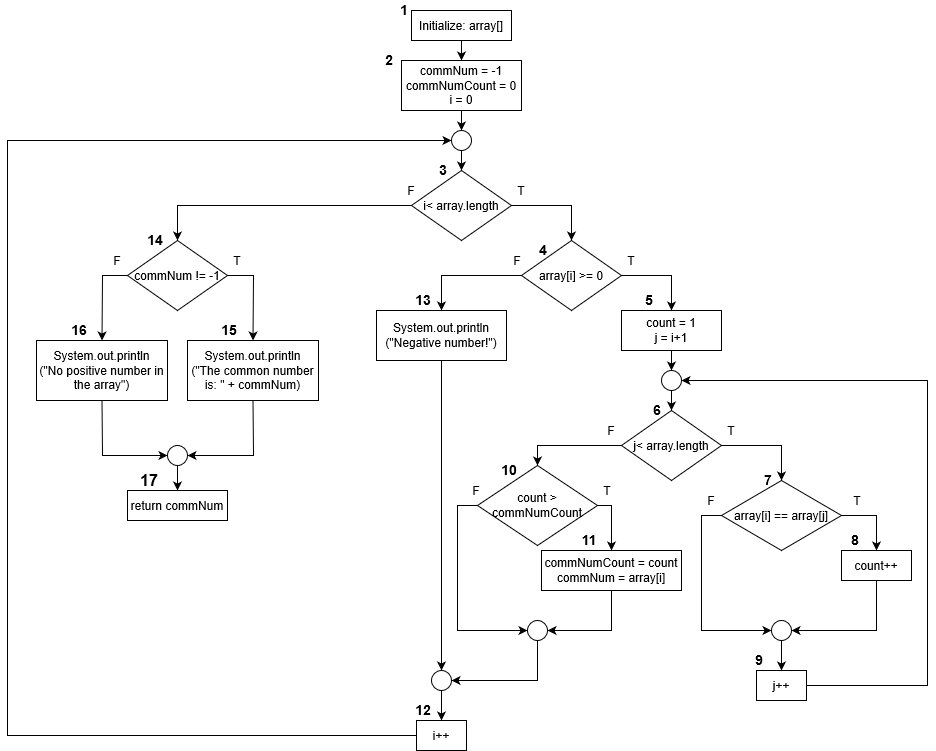 1
Initialize: array[]
2
commNum = -1
commNumCount = 0
i = 0
3
F
T
i< array.length
14
F
T
commNum != -1
4
F
T
array[i] >= 0
16
System.out.println
("No positive number in
the array")
15
System.out.println
("The common number
is: " + commNum)
13
System.out.println
("Negative number!")
5
count = 1
j = i+1
6
F
T
j< array.length
17
return commNum
10
F
T
count >
commNumCount
7
F
T
array[i] == array[j]
11
commNumCount = count
commNum = array[i]
8
count++
9
j++
12
i++